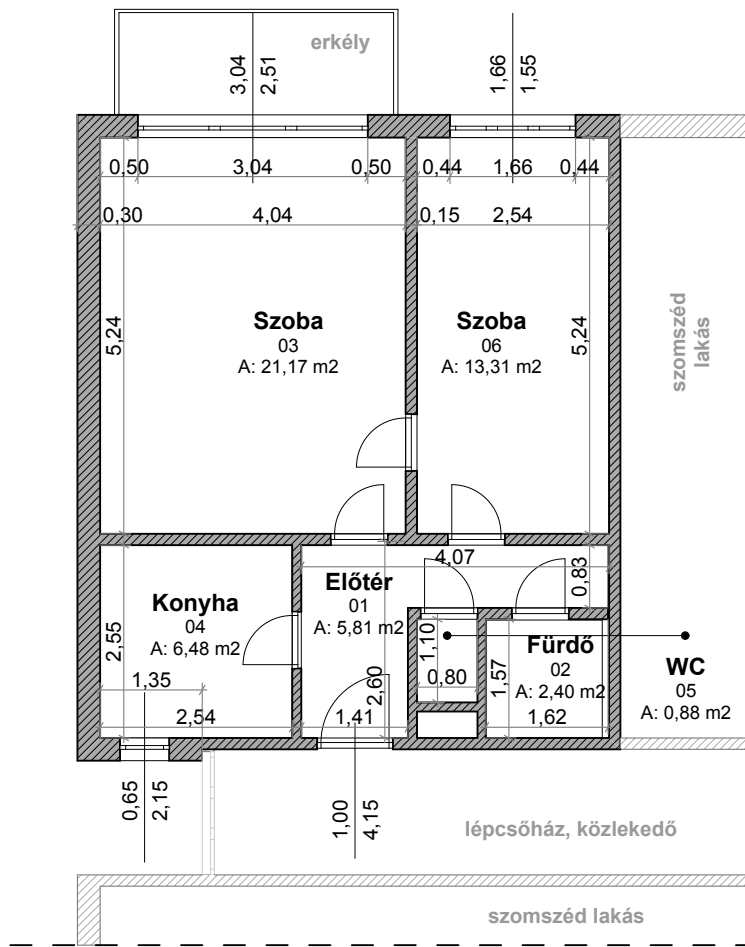 erkély
3,04
2,51
1,66
1,55
0,50 3,04 0,50
0,44 1,66 0,44
0,30 4,04
0,15 2,54
5,24
Szoba
03
A: 21,17 m2
Szoba
06
A: 13,31 m2
5,24
szomszéd
lakás
4,07
0,83
Előtér
01
A: 5,81 m2
Konyha
04
A: 6,48 m2
2,55
1,35
2,54
2,60
1,41
1,10
0,80
1,57
Fürdő
02
A: 2,40 m2
1,62
WC
05
A: 0,88 m2
0,65
2,15
1,00
4,15
lépcsőház, közlekedő
szomszéd lakás